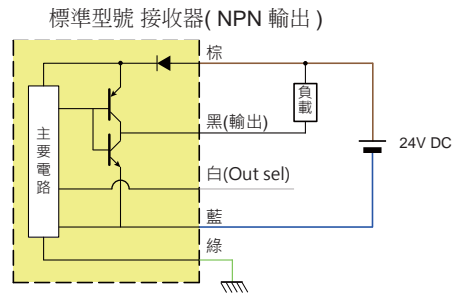 標準型號 接收器( NPN 輸出 )
棕
負載
黑(輸出)
主要電路
24V DC
白(Out sel)
藍
綠